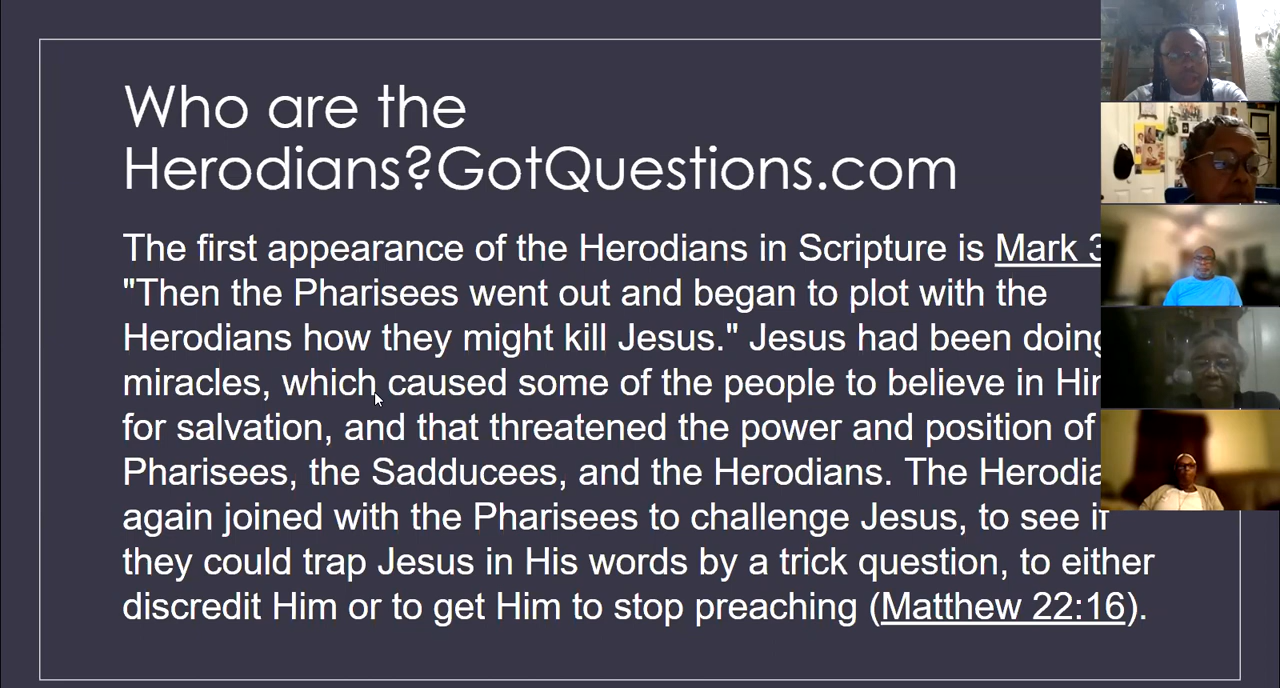 Who are the
Herodians?GotQuestions.com
The first appearance of the Herodians in Scripture is Mark 3
"Then the Pharisees went out and began to plot with the
Herodians how they might kill Jesus." Jesus had been doing
miracles, which caused some of the people to believe in
for salvation, and that threatened the power and position of
Pharisees, the Sadducees, and the Herodians. The
again joined with the Pharisees to challenge Jesus, to see if
they could trap Jesus in His words by a trick question, to either
discredit Him or to get Him to stop preaching (Matthew 22:16).